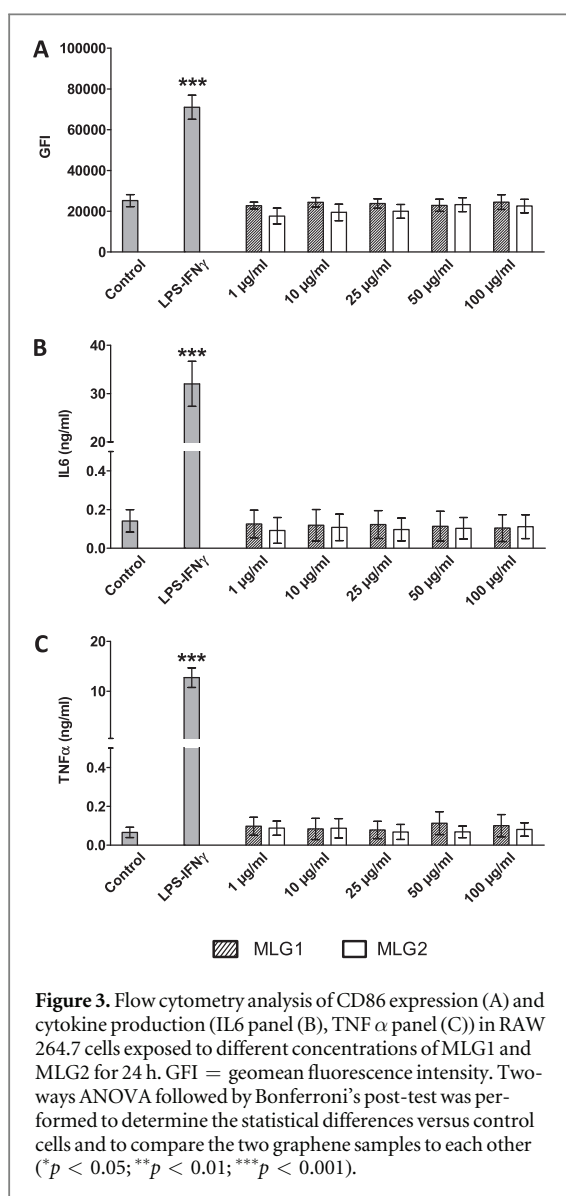 A
100000
80000
60000
40000
20000
0
GFI
***
Control
LPS-IFNγ
1 µg/ml
10 µg/ml
25 µg/ml
50 µg/ml
100 µg/ml
B
40
30
20
0.4
0.2
0.0
IL6 (ng/ml)
***
Control
LPS-IFNγ
1 µg/ml
10 µg/ml
25 µg/ml
50 µg/ml
100 µg/ml
C
20
10
0.4
0.2
0.0
TNFα (ng/ml)
***
Control
LPS-IFNγ
1 µg/ml
10 µg/ml
25 µg/ml
50 µg/ml
100 µg/ml
MLG1 MLG2
Figure 3. Flow cytometry analysis of CD86 expression (A) and
cytokine production (IL6 panel (B), TNF α panel (C)) in RAW
264.7 cells exposed to different concentrations of MLG1 and
MLG2 for 24 h. GFI = geomean fluorescence intensity. Two-
ways ANOVA followed by Bonferroni's post-test was per-
formed to determine the statistical differences versus control
cells and to compare the two graphene samples to each other
(*p < 0.05; **p < 0.01; ***p < 0.001).